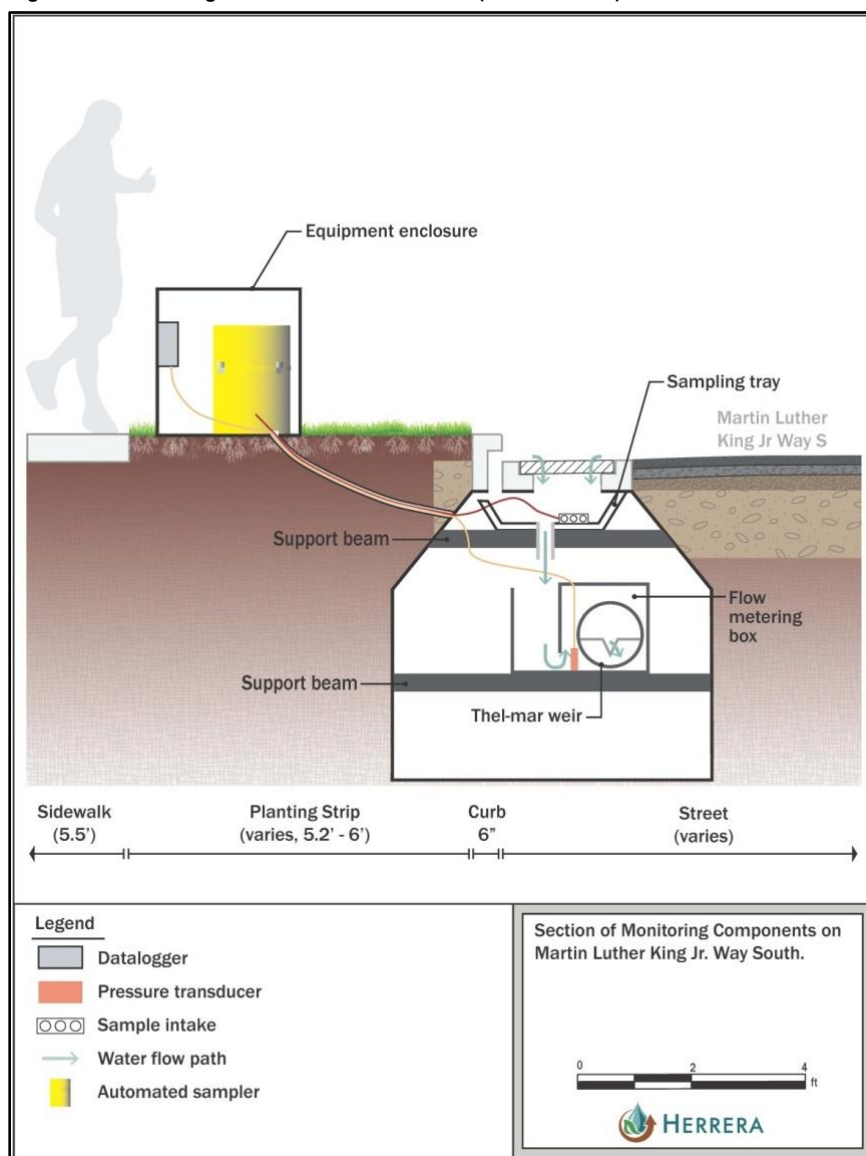 Equipment enclosure
Sampling tray
Martin Luther
King Jr Way S
Support beam
Flow
metering
box
Support beam
Thel-mar weir
Sidewalk
(5.5')
Planting Strip
(varies, 5.2' - 6')
Curb
6”
Street
(varies)
Legend
Datalogger
Pressure transducer
Sample intake
Water flow path
Automated sampler
Section of Monitoring Components on
Martin Luther King Jr. Way South.
0 2 4
ft
HERRERA